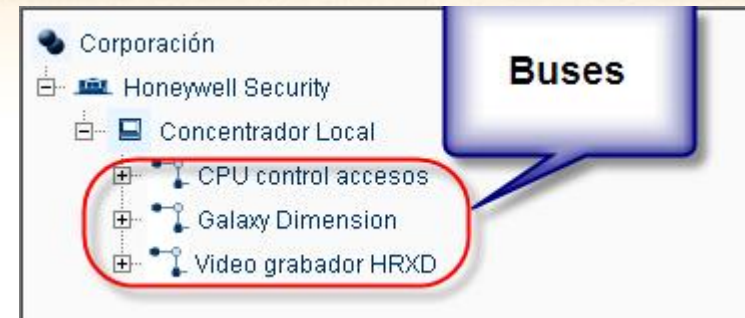 Corporación
Honeywell Security
Concentrador Local
CPU control accesos
Galaxy Dimension
Video grabador HRXD
Buses